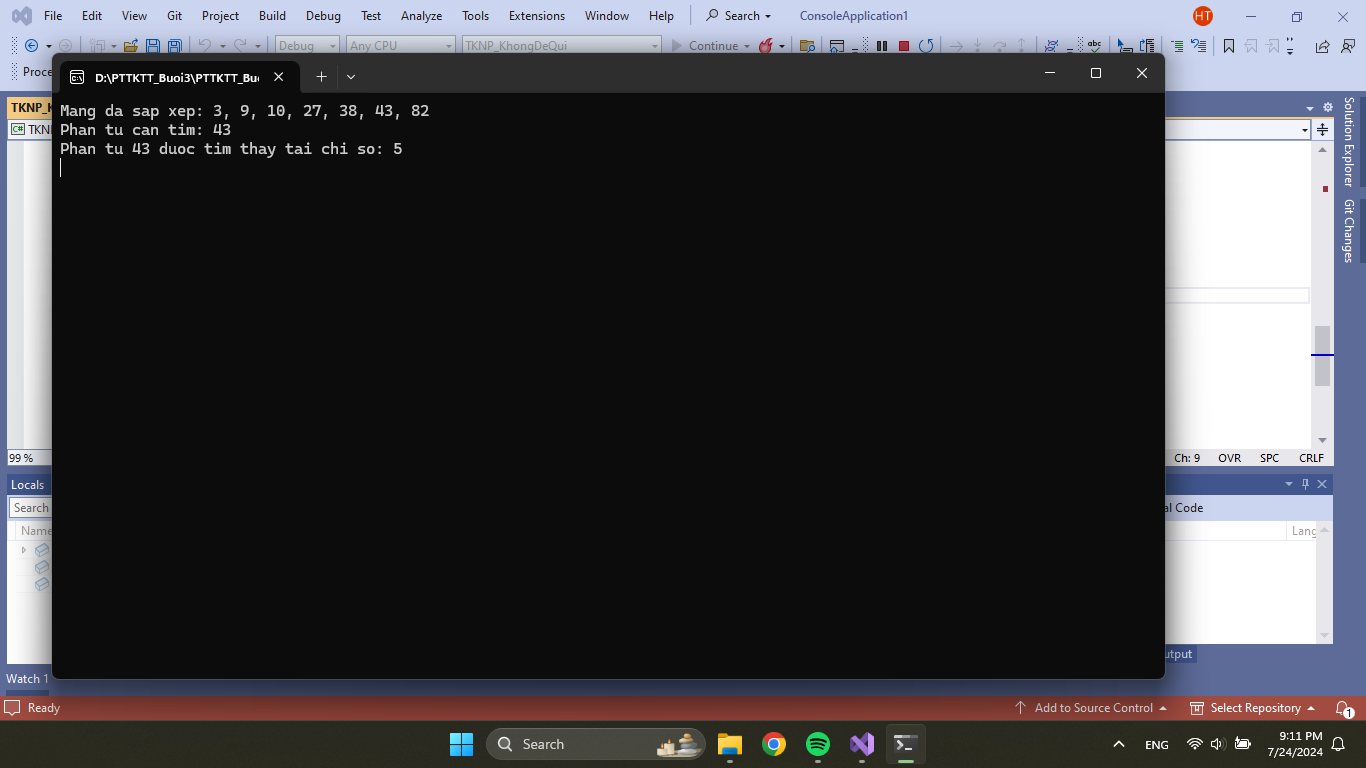 File Edit View Git Project Build Debug Test Analyze Tools Extensions Window Help Search ConsoleApplication1 HT
Debug Any CPU TKNP_KhongDeQui Continue
Proce
D:\PTTKTT_Buoi3\PTTKTT_Bu
TKNP_K
C# TKN
Mang da sap xep: 3, 9, 10, 27, 38, 43, 82
Phan tu can tim: 43
Phan tu 43 duoc tim thay tai chi so: 5
Solution Explorer
Git Changes
99 % Ch: 9 OVR SPC CRLF
Locals
Search al Code
Name Lang
utput
Watch 1
Ready Add to Source Control Select Repository 1
Search ENG 9:11 PM
7/24/2024